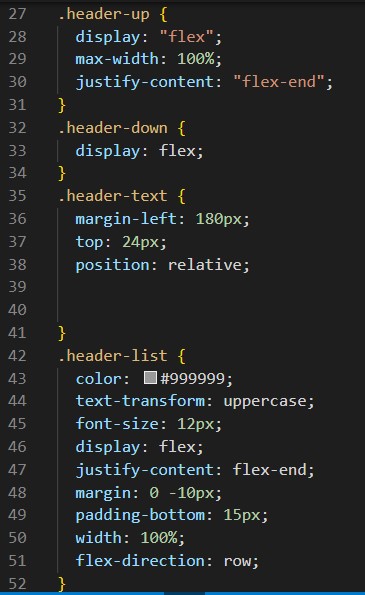 27 .header-up {
28 display: "flex";
29 max-width: 100%;
30 justify-content: "flex-end";
31 }
32 .header-down {
33 display: flex;
34 }
35 .header-text {
36 margin-left: 180px;
37 top: 24px;
38 position: relative;
39
40
41 }
42 .header-list {
43 color: #999999;
44 text-transform: uppercase;
45 font-size: 12px;
46 display: flex;
47 justify-content: flex-end;
48 margin: 0 -10px;
49 padding-bottom: 15px;
50 width: 100%;
51 flex-direction: row;
52 }